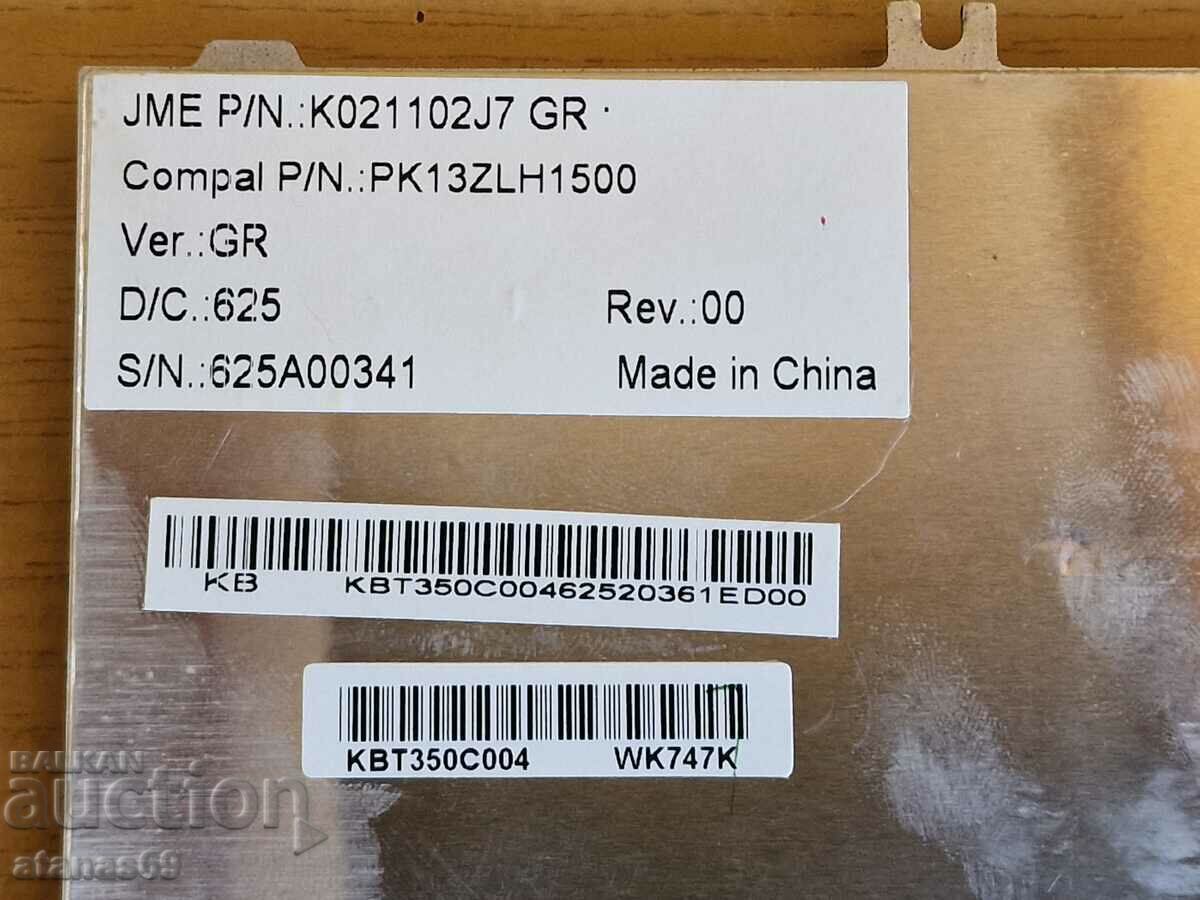 JME P/N.:K021102J7 GR
Compal P/N.:PK13ZLH1500
Ver.:GR
D/C.:625 Rev.:00
S/N.:625A00341 Made in China
KB KBT350C00462520361ED00
KBT350C004 WK747K
BALKAN
auction
atanas69